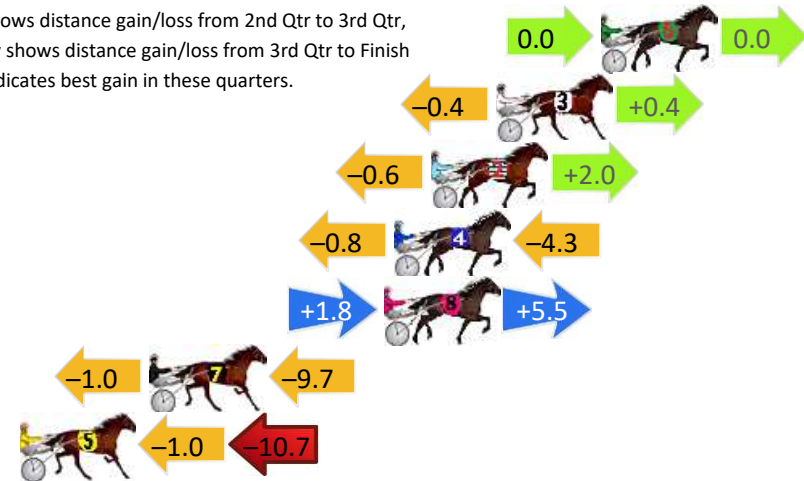 ows distance gain/loss from 2nd Qtr to 3rd Qtr,
shows distance gain/loss from 3rd Qtr to Finish
dicates best gain in these quarters.
0.0 0.0
–0.4 3 +0.4
–0.6 +2.0
–0.8 4 –4.3
+1.8 8 +5.5
–1.0 7 –9.7
5 –1.0 –10.7